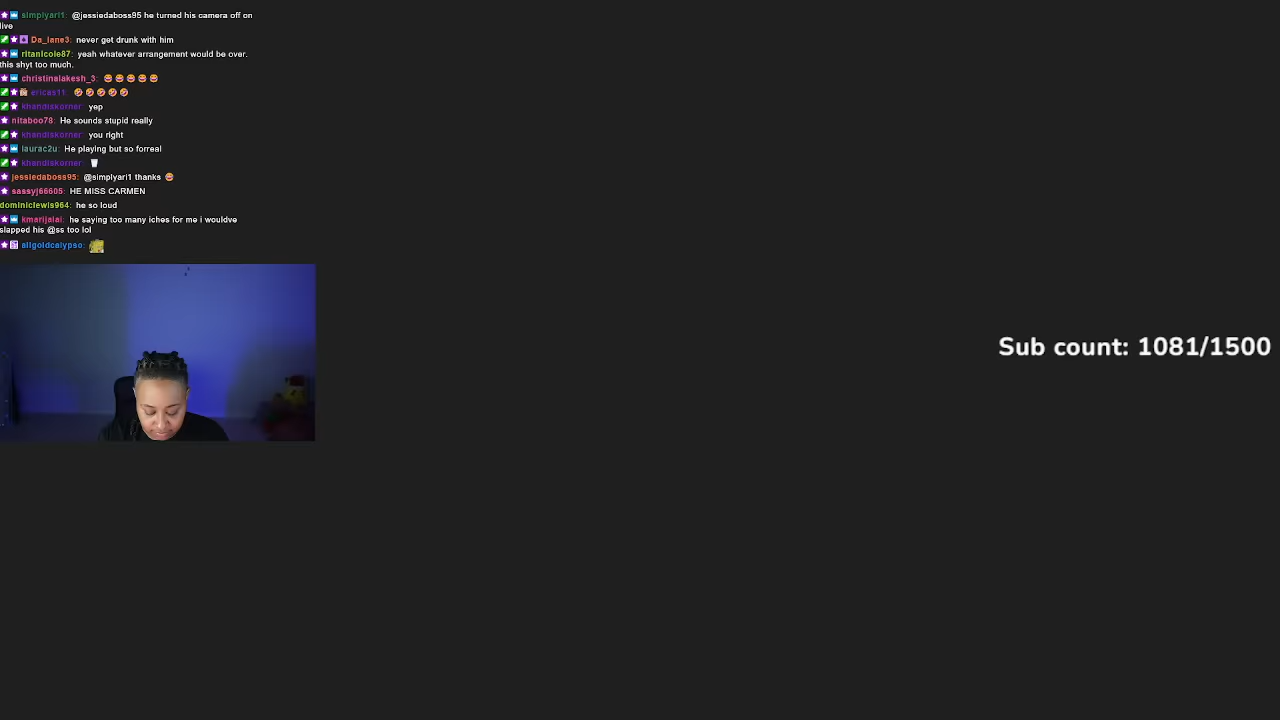 simplyari1: @jessiedaboss95 he turned his camera off on
live
Da_lane3: never get drunk with him
ritanicole87: yeah whatever arrangement would be over.
this shyt too much.
christinalakesh_3: 😂😂😂😂😂
ericas11: 🤣🤣🤣🤣🤣
khandiskorner: yep
nitaboo78: He sounds stupid really
khandiskorner: you right
laurac2u: He playing but so forreal
khandiskorner:
jessiedaboss95: @simplyari1 thanks 😂
sassyj66605: HE MISS CARMEN
dominiclewis964: he so loud
kmarijalai: he saying too many iches for me i wouldve
slapped his @ss too lol
allgoldcalypso:
Sub count: 1081/1500